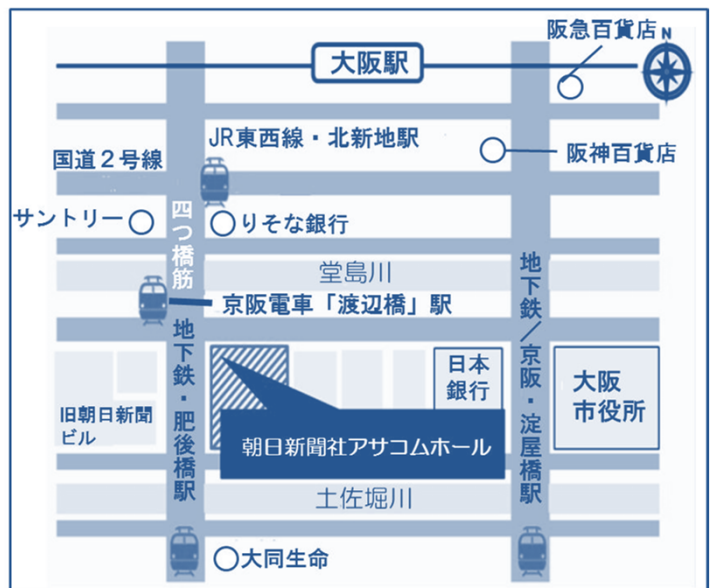 阪急百貨店
N
大阪駅
JR東西線・北新地駅
阪神百貨店
国道２号線
サントリー
りそな銀行
四つ橋筋
堂島川
京阪電車「渡辺橋」駅
地下鉄・肥後橋駅
地下鉄／京阪・淀屋橋駅
日本
銀行
大阪
市役所
旧朝日新聞
ビル
朝日新聞社アサコムホール
土佐堀川
大同生命